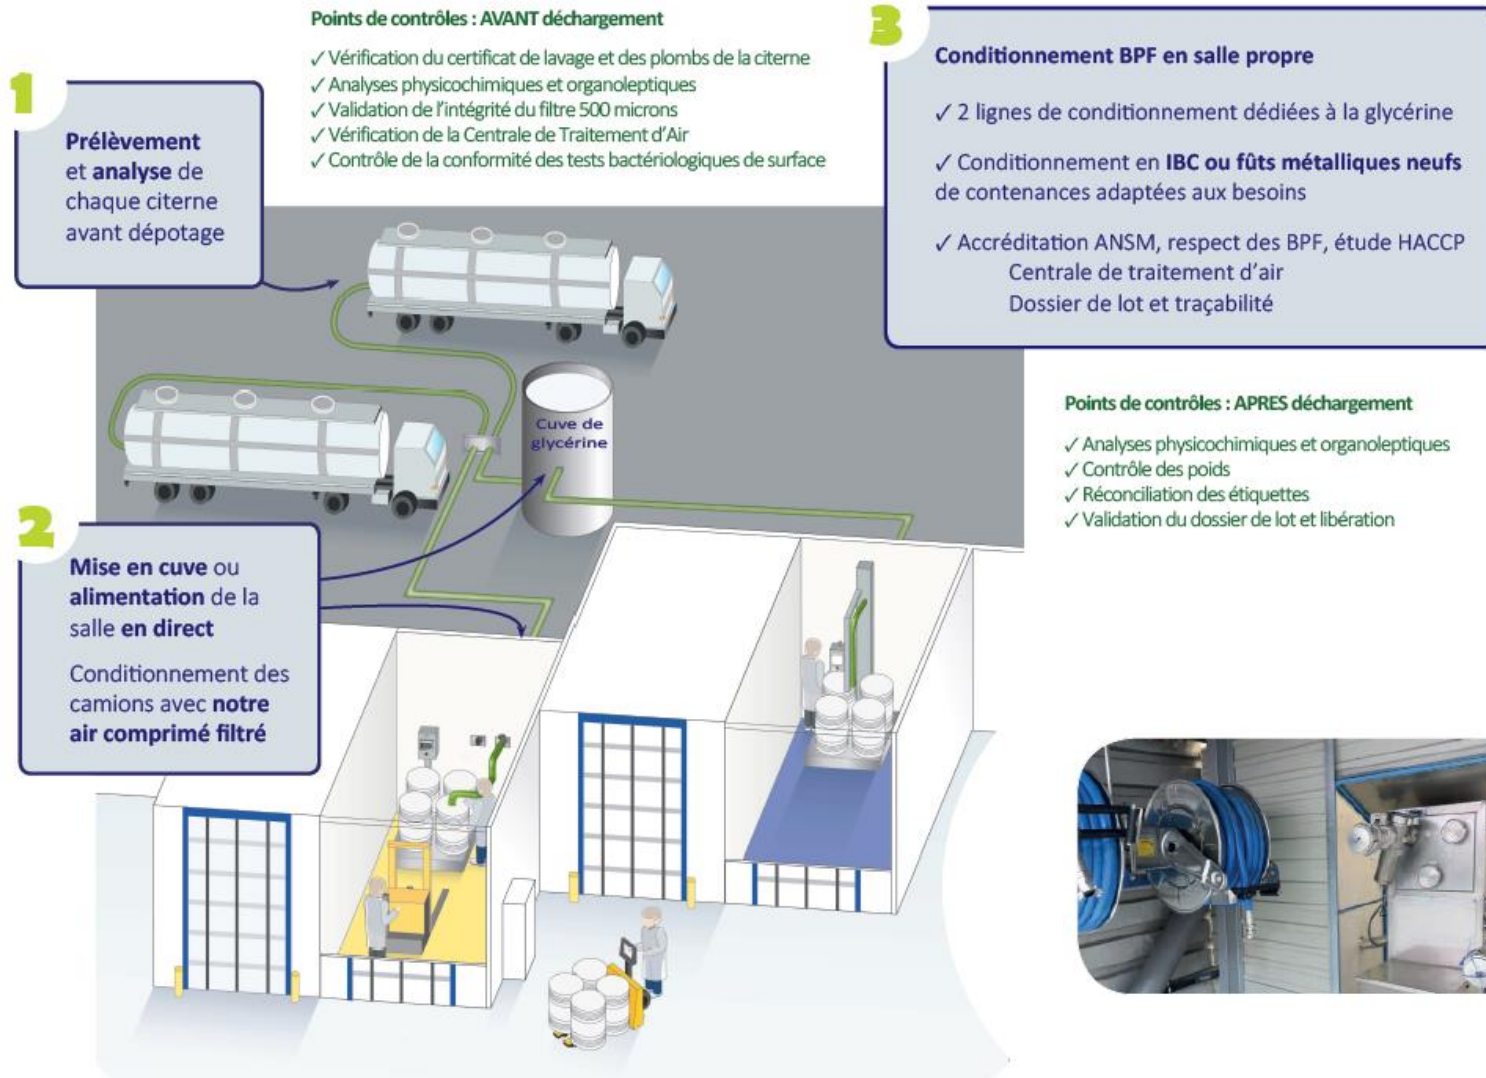 1
Prélèvement
et analyse de
chaque citerne
avant dépotage
Points de contrôles : AVANT déchargement
✓ Vérification du certificat de lavage et des plombs de la citerne
✓ Analyses physicochimiques et organoleptiques
✓ Validation de l'intégrité du filtre 500 microns
✓ Vérification de la Centrale de Traitement d'Air
✓ Contrôle de la conformité des tests bactériologiques de surface
Cuve de
glycérine
2
Mise en cuve ou
alimentation de la
salle en direct
Conditionnement des
camions avec notre
air comprimé filtré
3
Conditionnement BPF en salle propre
✓ 2 lignes de conditionnement dédiées à la glycérine
✓ Conditionnement en IBC ou fûts métalliques neufs
de contenances adaptées aux besoins
✓ Accréditation ANSM, respect des BPF, étude HACCP
Centrale de traitement d'air
Dossier de lot et traçabilité
Points de contrôles : APRES déchargement
✓ Analyses physicochimiques et organoleptiques
✓ Contrôle des poids
✓ Réconciliation des étiquettes
✓ Validation du dossier de lot et libération